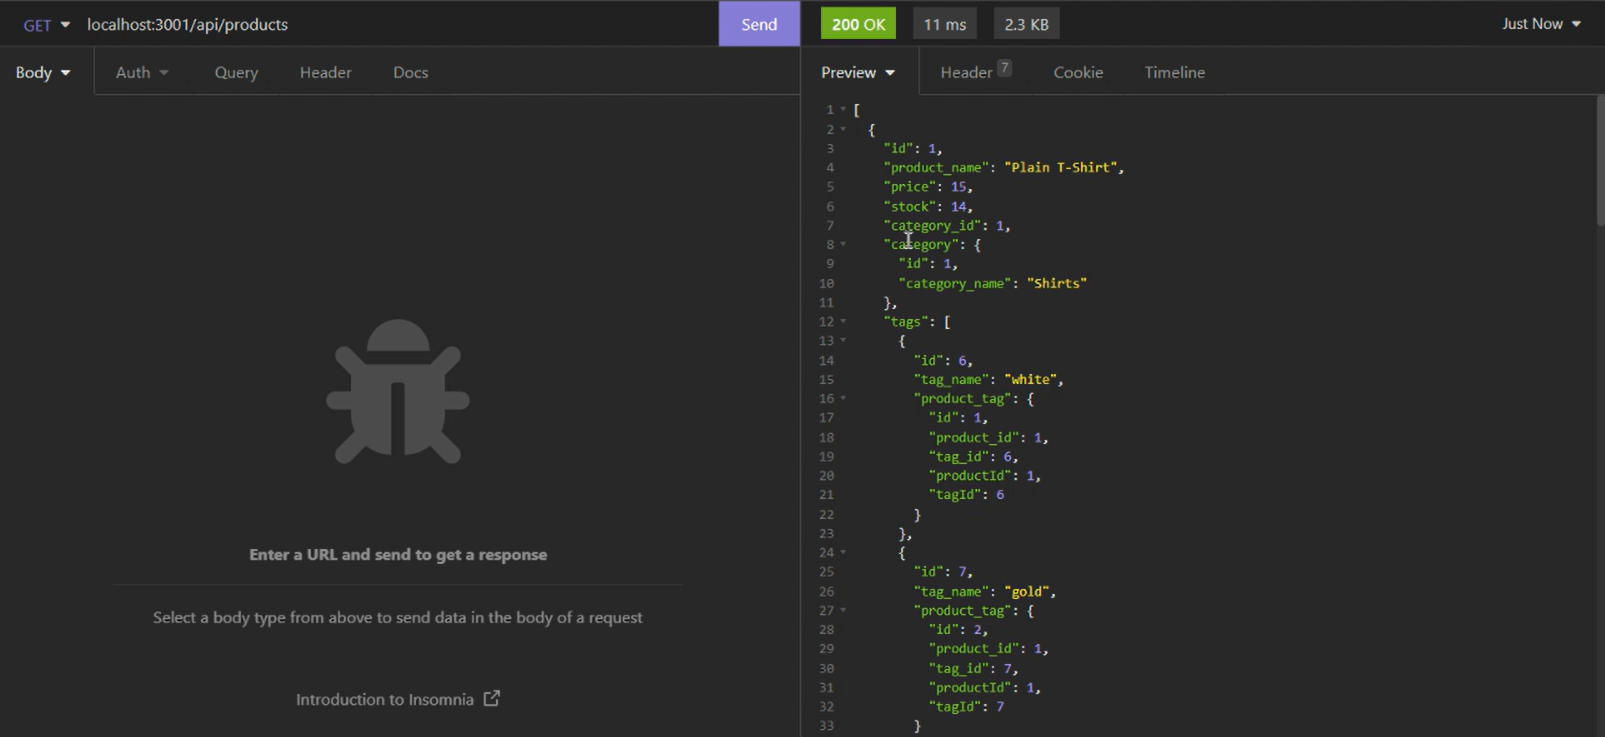 GET localhost:3001/api/products Send 200 OK 11 ms 2.3 KB Just Now
Body Auth Query Header Docs Preview Header 7 Cookie Timeline
Enter a URL and send to get a response
Select a body type from above to send data in the body of a request
Introduction to Insomnia
1 [
2 {
3 "id": 1,
4 "product_name": "Plain T-Shirt",
5 "price": 15,
6 "stock": 14,
7 "category_id": 1,
8 "category": {
9 "id": 1,
10 "category_name": "Shirts"
11 },
12 "tags": [
13 {
14 "id": 6,
15 "tag_name": "white",
16 "product_tag": {
17 "id": 1,
18 "product_id": 1,
19 "tag_id": 6,
20 "productId": 1,
21 "tagId": 6
22 }
23 },
24 {
25 "id": 7,
26 "tag_name": "gold",
27 "product_tag": {
28 "id": 2,
29 "product_id": 1,
30 "tag_id": 7,
31 "productId": 1,
32 "tagId": 7
33 }